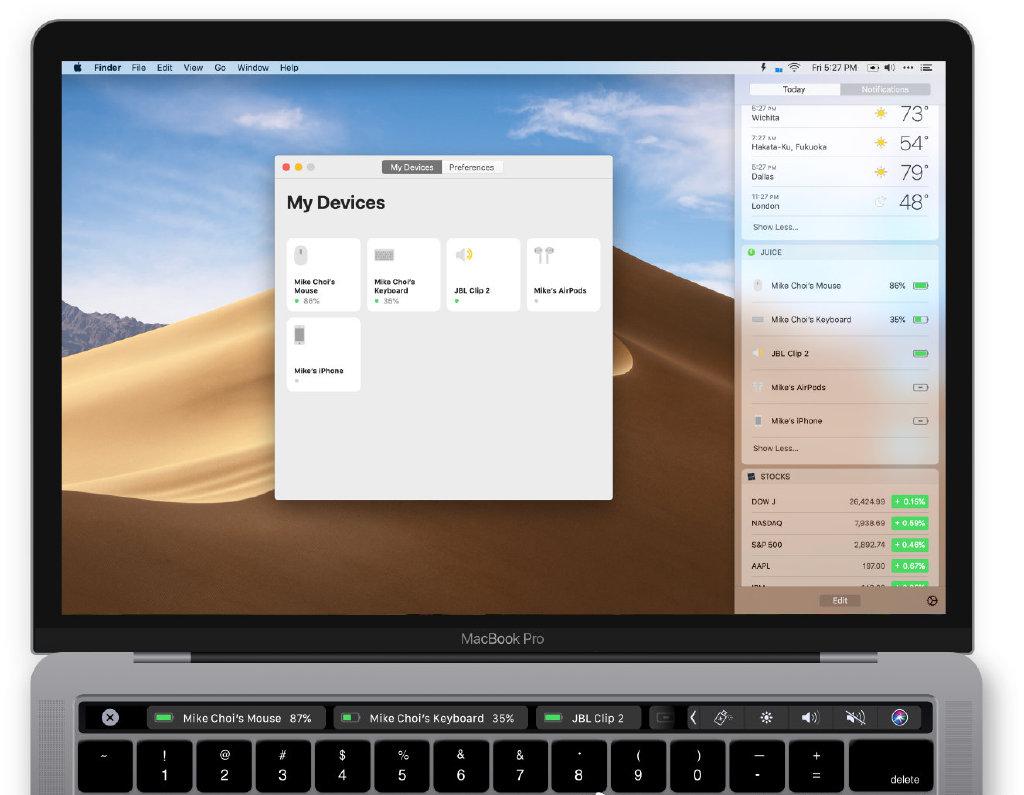 Finder File Edit View Go Window Help
Fri 5:27 PM
My Devices Preferences
My Devices
Mike Choi's
Mouse
86%
Mike Choi's
Keyboard
35%
JBL Clip 2
Mike's AirPods
Mike's iPhone
Today Notifications
5:27 PM
Wichita 73°
7:27 AM
Hakata-Ku, Fukuoka 54°
5:27 PM
Dallas 79°
11:27 PM
London 48°
Show Less...
JUICE
Mike Choi's Mouse 86%
Mike Choi's Keyboard 35%
JBL Clip 2
Mike's AirPods
Mike's iPhone
Show Less...
STOCKS
DOW J 26,424.99 + 0.15%
NASDAQ 7,938.69 + 0.59%
S&P 500 2,892.74 + 0.46%
AAPL 197.00 + 0.67%
Edit
MacBook Pro
Mike Choi's Mouse 87% Mike Choi's Keyboard 35% JBL Clip 2
~ ! @ # $ % & & * ( ) — +
1 2 3 4 5 6 7 8 9 0 - =
delete